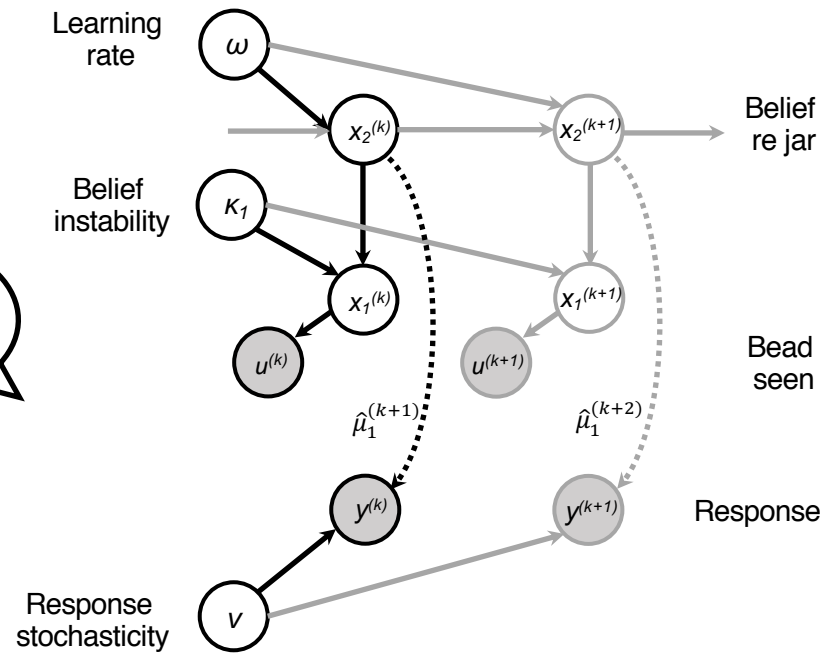 Learning
rate
ω
x₂⁽ᵏ⁾
x₂⁽ᵏ⁺¹⁾
Belief
re jar
Belief
instability
κ₁
x₁⁽ᵏ⁾
x₁⁽ᵏ⁺¹⁾
u⁽ᵏ⁾
u⁽ᵏ⁺¹⁾
Bead
seen
μ̂₁⁽ᵏ⁺¹⁾
μ̂₁⁽ᵏ⁺²⁾
y⁽ᵏ⁾
y⁽ᵏ⁺¹⁾
Response
Response
stochasticity
ν